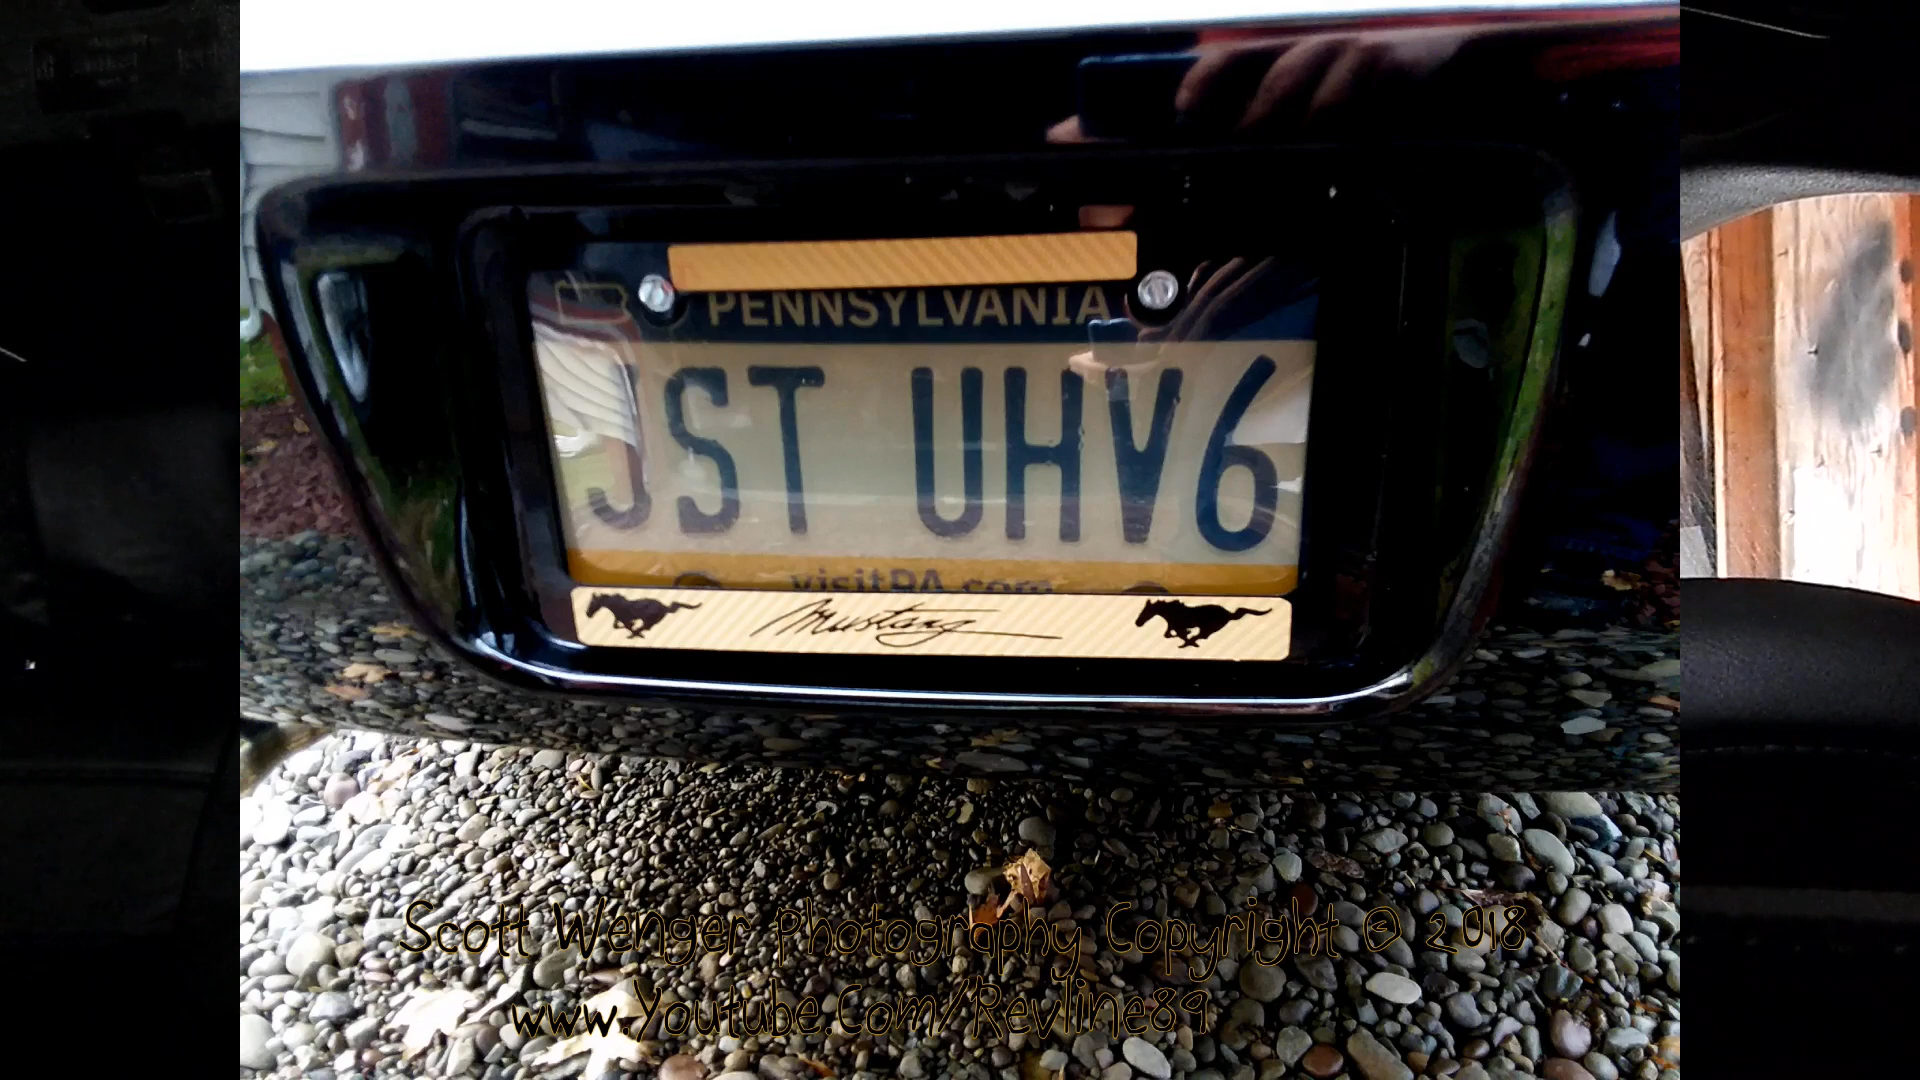 PENNSYLVANIA
JST UHV6
visitPA.com
Mustang
Scott Wenger Photography Copyright © 2018
www.Youtube.Com/Revline89